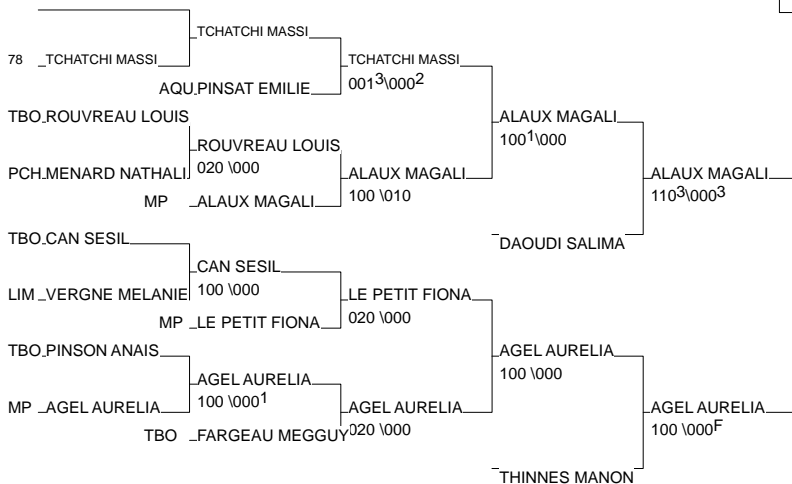 TCHATCHI MASSI
78 TCHATCHI MASSI
TCHATCHI MASSI
001³\000²
AQU PINSAT EMILIE
TBO ROUVREAU LOUIS
ALAUX MAGALI
100¹\000
ROUVREAU LOUIS
020 \000
PCH MENARD NATHALI
ALAUX MAGALI
100 \010
ALAUX MAGALI
110³\000³
MP ALAUX MAGALI
TBO CAN SESIL
DAOUDI SALIMA
CAN SESIL
100 \000
LIM VERGNE MELANIE
LE PETIT FIONA
020 \000
MP LE PETIT FIONA
TBO PINSON ANAIS
AGEL AURELIA
100 \000
AGEL AURELIA
100 \000¹
MP AGEL AURELIA
AGEL AURELIA
020 \000
AGEL AURELIA
100 \000F
TBO FARGEAU MEGGUY
THINNES MANON